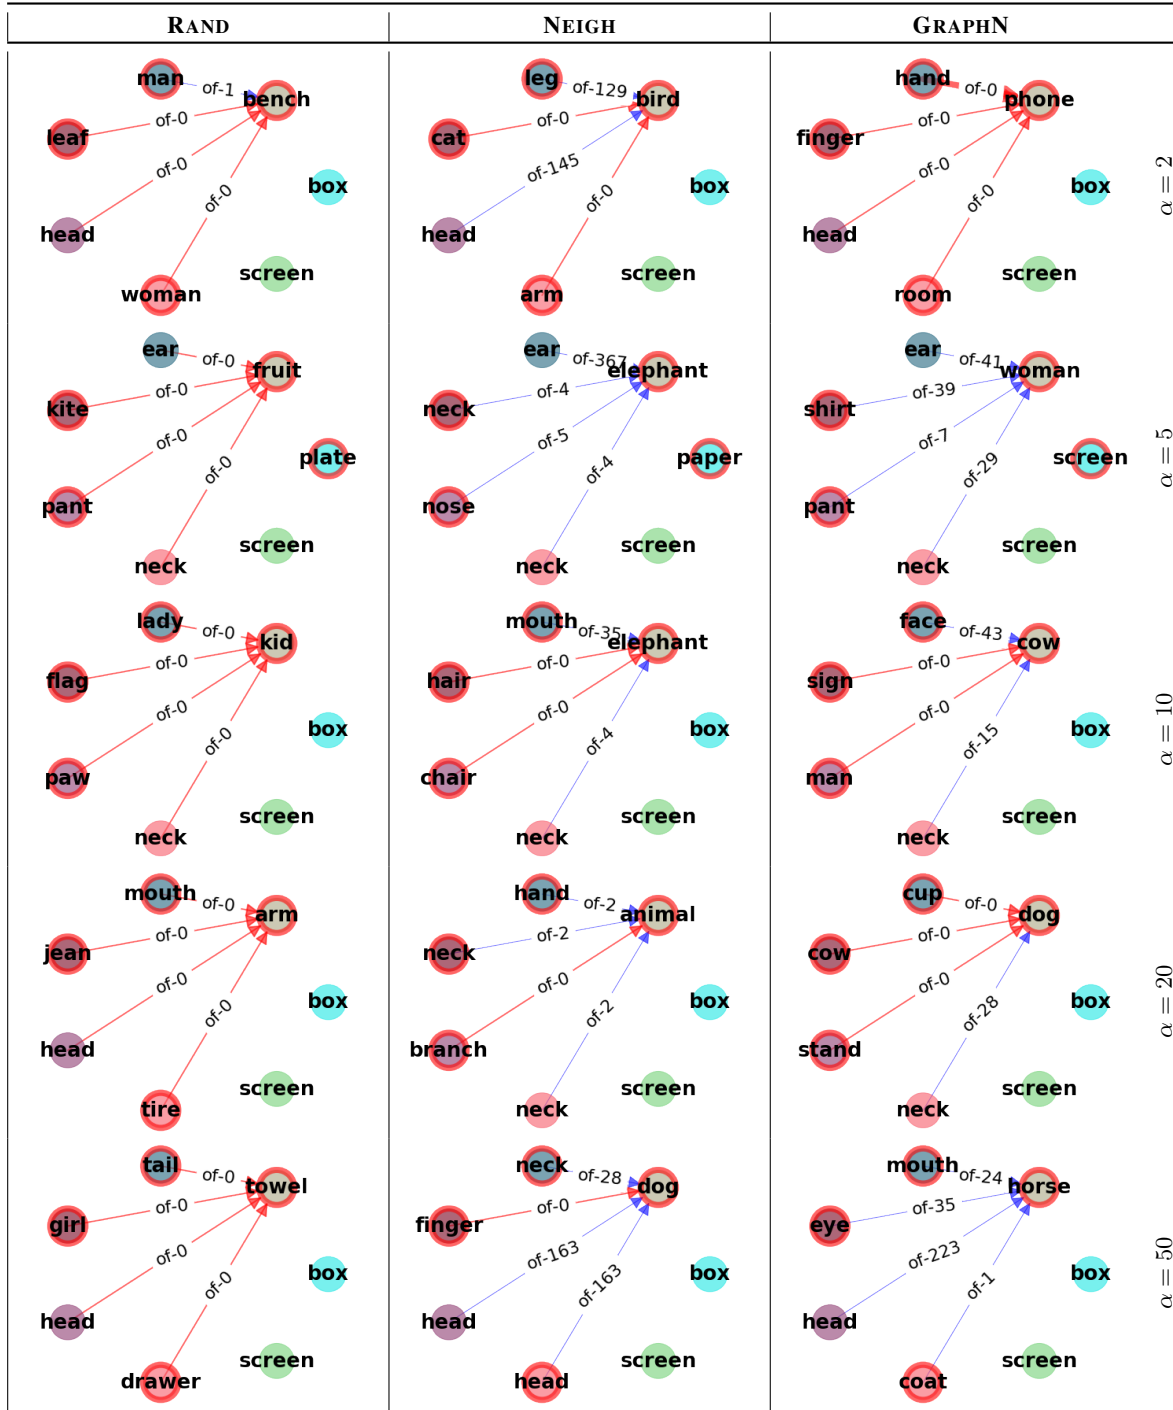 RAND NEIGH GRAPHN
man of-1 bench
leaf of-0
of-0
head
of-0
box
screen
woman
leg of-129 bird
cat of-0
of-145
head
of-0
box
screen
arm
hand of-0 phone
finger of-0
of-0
head
of-0
box
screen
room
α = 2
ear of-0 fruit
kite of-0
of-0
pant
of-0
plate
screen
neck
ear of-367 elephant
neck of-4
of-5
nose
of-4
paper
screen
neck
ear of-41 woman
shirt of-39
of-7
pant
of-29
screen
screen
neck
α = 5
lady of-0 kid
flag of-0
of-0
paw
of-0
box
screen
neck
mouth of-35 elephant
hair of-0
of-0
chair
of-4
box
screen
neck
face of-43 cow
sign of-0
of-0
man
of-15
box
screen
neck
α = 10
mouth of-0 arm
jean of-0
of-0
head
of-0
box
screen
tire
hand of-2 animal
neck of-2
of-0
branch
of-2
box
screen
neck
cup of-0 dog
cow of-0
of-0
stand
of-28
box
screen
neck
α = 20
tail of-0 towel
girl of-0
of-0
head
of-0
box
screen
drawer
neck of-28 dog
finger of-0
of-163
head
of-163
box
screen
head
mouth of-24 horse
eye of-35
of-223
head
of-1
box
screen
coat
α = 50